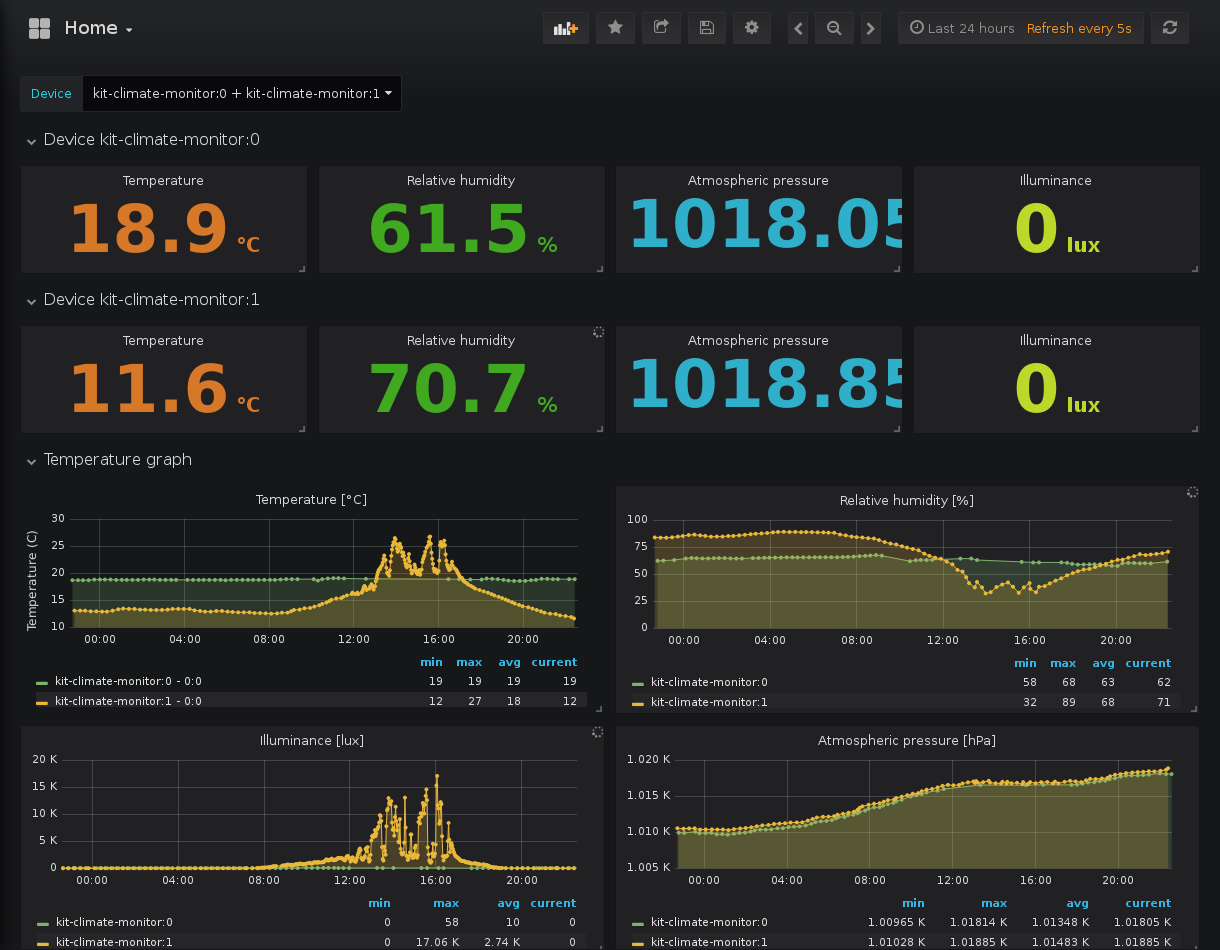 Home
Last 24 hours Refresh every 5s
Device kit-climate-monitor:0 + kit-climate-monitor:1
Device kit-climate-monitor:0
Temperature Relative humidity Atmospheric pressure Illuminance
18.9 °C 61.5 % 1018.05 0 lux
Device kit-climate-monitor:1
Temperature Relative humidity Atmospheric pressure Illuminance
11.6 °C 70.7 % 1018.85 0 lux
Temperature graph
Temperature [°C]
Temperature (C)
30
25
20
15
10
00:00 04:00 08:00 12:00 16:00 20:00
min max avg current
kit-climate-monitor:0 - 0:0 19 19 19 19
kit-climate-monitor:1 - 0:0 12 27 18 12
Relative humidity [%]
100
75
50
25
0
00:00 04:00 08:00 12:00 16:00 20:00
min max avg current
kit-climate-monitor:0 58 68 63 62
kit-climate-monitor:1 32 89 68 71
Illuminance [lux]
20 K
15 K
10 K
5 K
0
00:00 04:00 08:00 12:00 16:00 20:00
min max avg current
kit-climate-monitor:0 0 58 10 0
kit-climate-monitor:1 0 17.06 K 2.74 K 0
Atmospheric pressure [hPa]
1.020 K
1.015 K
1.010 K
1.005 K
00:00 04:00 08:00 12:00 16:00 20:00
min max avg current
kit-climate-monitor:0 1.00965 K 1.01814 K 1.01348 K 1.01805 K
kit-climate-monitor:1 1.01028 K 1.01885 K 1.01483 K 1.01885 K